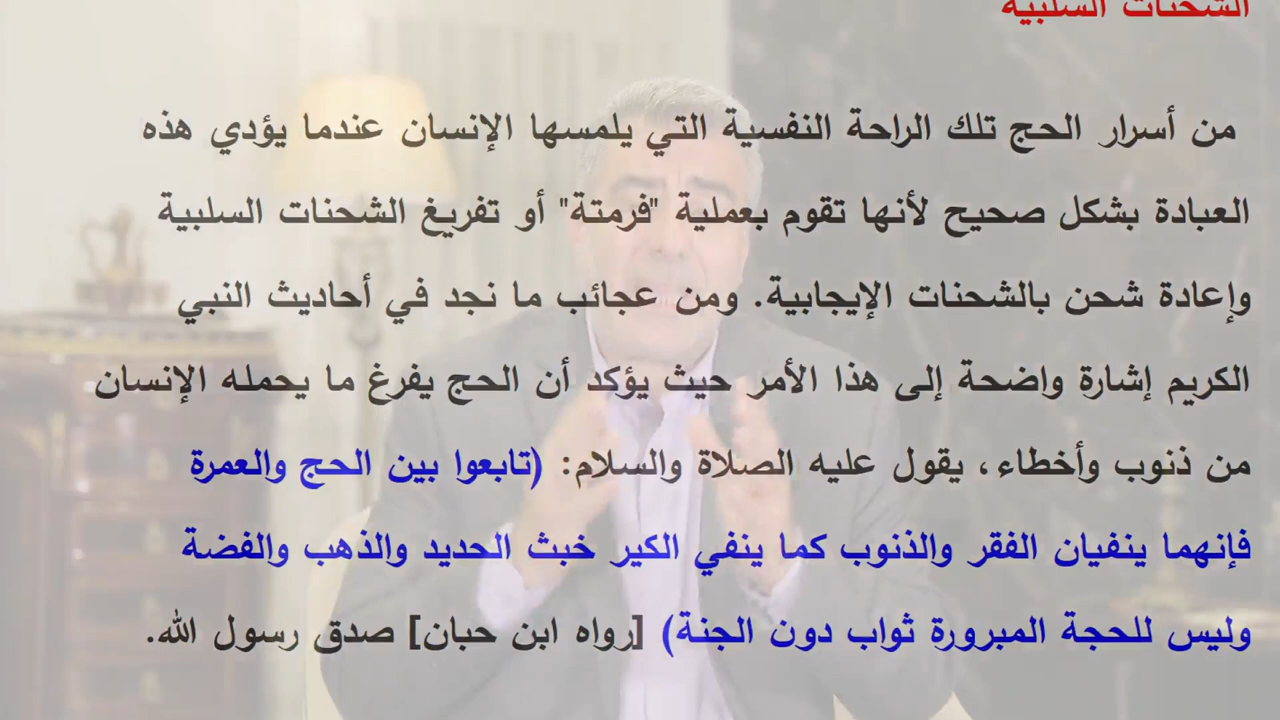 الشحنات السلبية
من أسرار الحج تلك الراحة النفسية التي يلمسها الإنسان عندما يؤدي هذه
العبادة بشكل صحيح لأنها تقوم بعملية "فرمتة" أو تفريغ الشحنات السلبية
وإعادة شحن بالشحنات الإيجابية. ومن عجائب ما نجد في أحاديث النبي
الكريم إشارة واضحة إلى هذا الأمر حيث يؤكد أن الحج يفرغ ما يحمله الإنسان
من ذنوب وأخطاء، يقول عليه الصلاة والسلام: (تابعوا بين الحج والعمرة
فإنهما ينفيان الفقر والذنوب كما ينفي الكير خبث الحديد والذهب والفضة
وليس للحجة المبرورة ثواب دون الجنة) [رواه ابن حبان] صدق رسول الله.